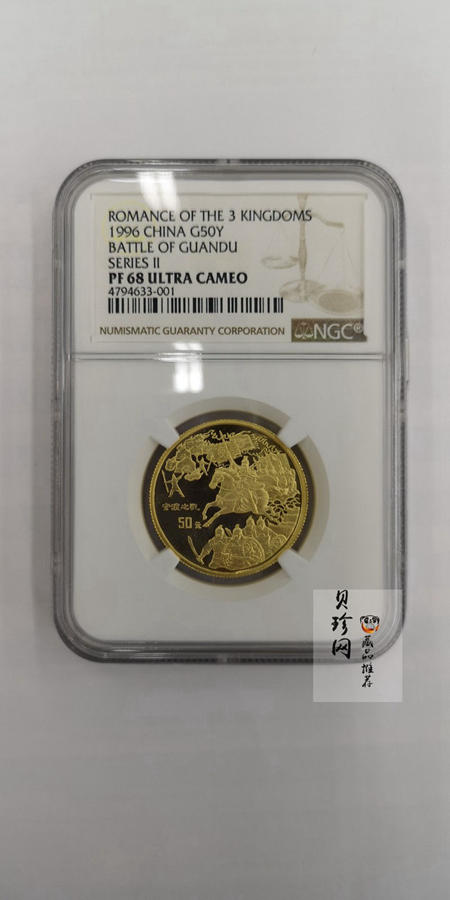 ROMANCE OF THE 3 KINGDOMS
1996 CHINA G50Y
BATTLE OF GUANDU
SERIES II
PF 68 ULTRA CAMEO
4794633-001
NUMISMATIC GUARANTY CORPORATION
NGC®
官渡之戰
50元
贝珍网
藏品推荐